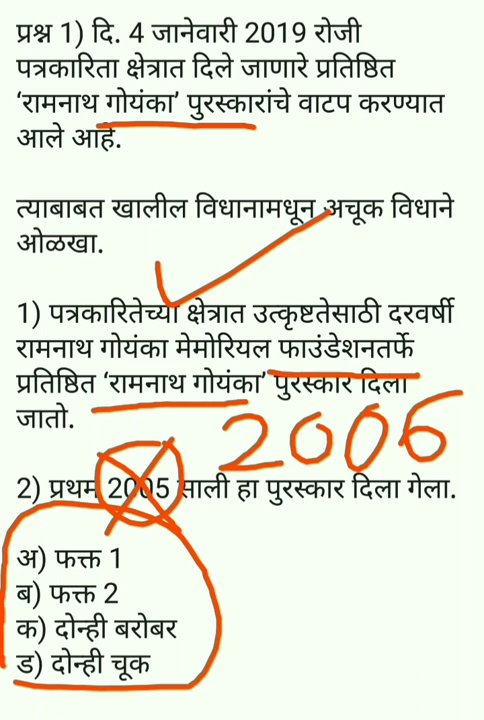 प्रश्न 1) दि. 4 जानेवारी 2019 रोजी
पत्रकारिता क्षेत्रात दिले जाणारे प्रतिष्ठित
‘रामनाथ गोयंका’ पुरस्कारांचे वाटप करण्यात
आले आहे.
त्याबाबत खालील विधानामधून अचूक विधाने
ओळखा.
1) पत्रकारितेच्या क्षेत्रात उत्कृष्टतेसाठी दरवर्षी
रामनाथ गोयंका मेमोरियल फाउंडेशनतर्फे
प्रतिष्ठित ‘रामनाथ गोयंका’ पुरस्कार दिला
जातो.
2006
2) प्रथम 2005 साली हा पुरस्कार दिला गेला.
अ) फक्त 1
ब) फक्त 2
क) दोन्ही बरोबर
ड) दोन्ही चूक